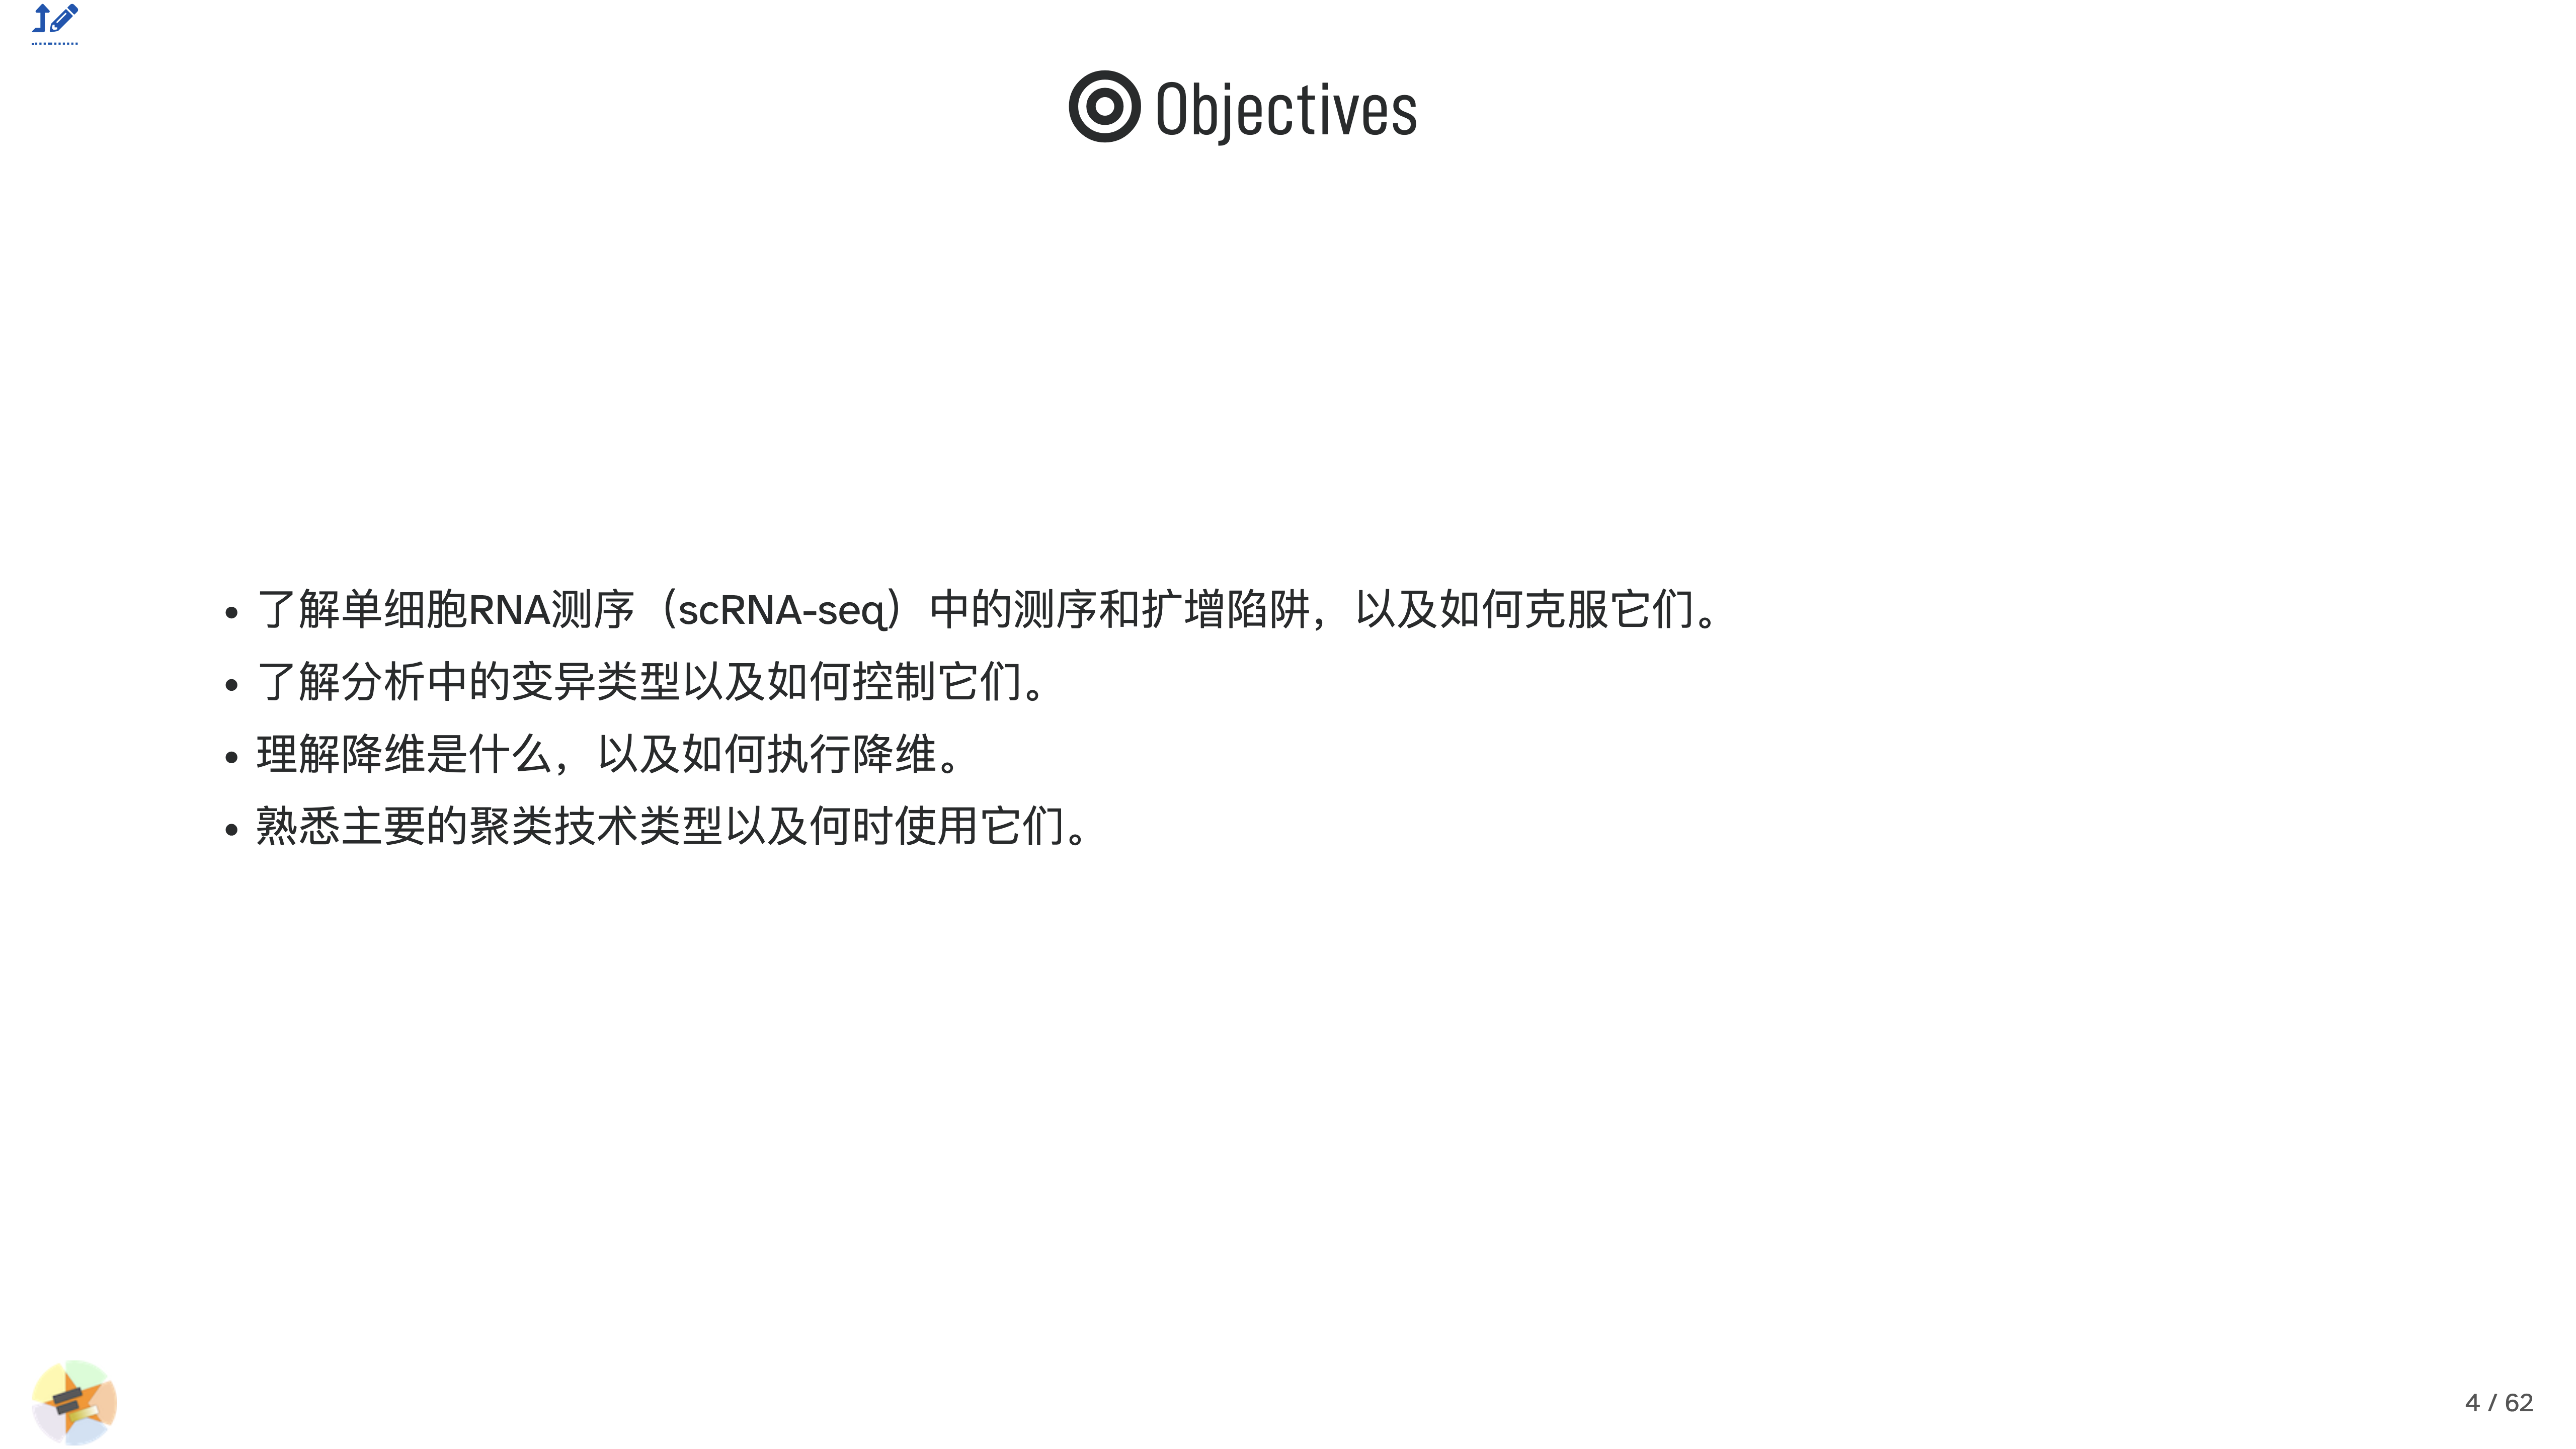 Objectives
了解单细胞RNA测序（scRNA-seq）中的测序和扩增陷阱，以及如何克服它们。
了解分析中的变异类型以及如何控制它们。
理解降维是什么，以及如何执行降维。
熟悉主要的聚类技术类型以及何时使用它们。
4 / 62